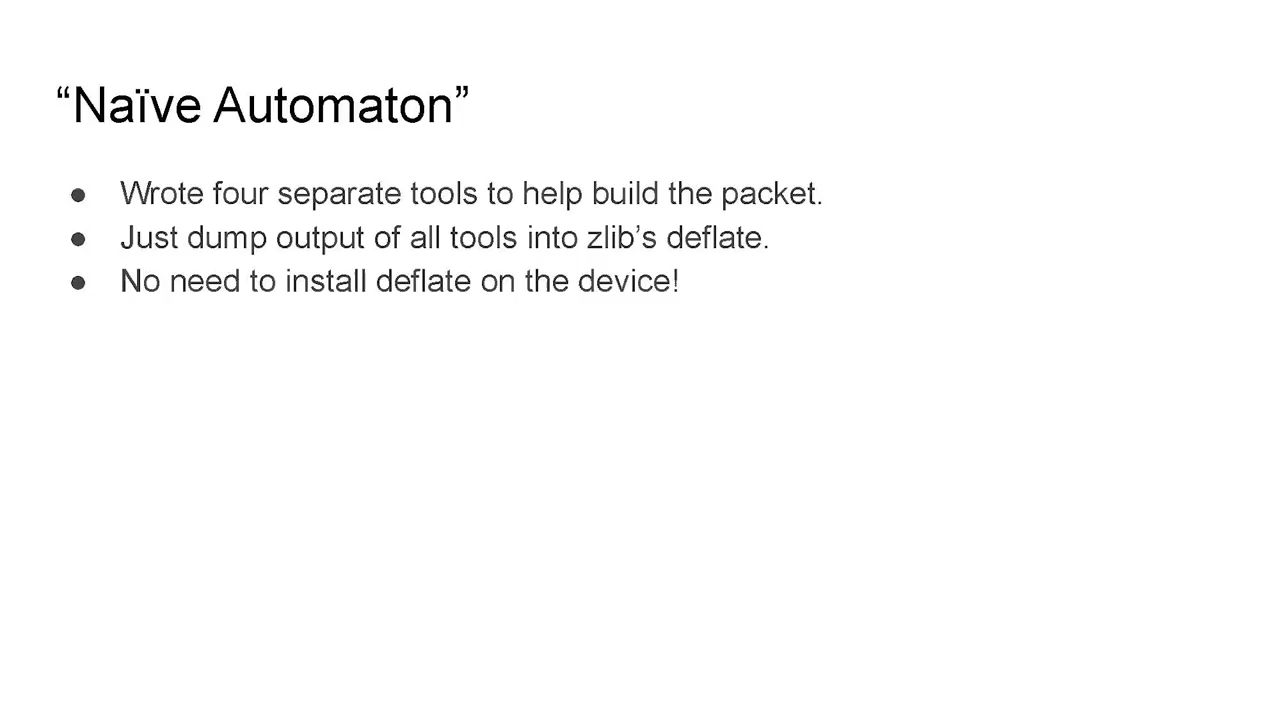 “Naïve Automaton”
● Wrote four separate tools to help build the packet.
● Just dump output of all tools into zlib’s deflate.
● No need to install deflate on the device!